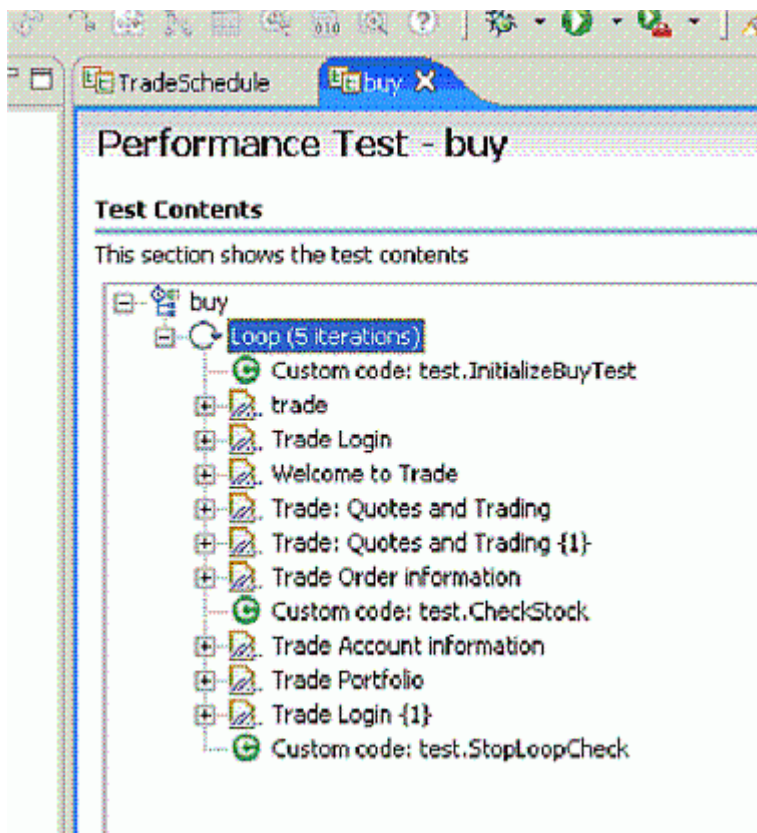 TradeSchedule
buy
Performance Test - buy
Test Contents
This section shows the test contents
buy
Loop (5 iterations)
Custom code: test.InitializeBuyTest
trade
Trade Login
Welcome to Trade
Trade: Quotes and Trading
Trade: Quotes and Trading {1}
Trade Order information
Custom code: test.CheckStock
Trade Account information
Trade Portfolio
Trade Login {1}
Custom code: test.StopLoopCheck